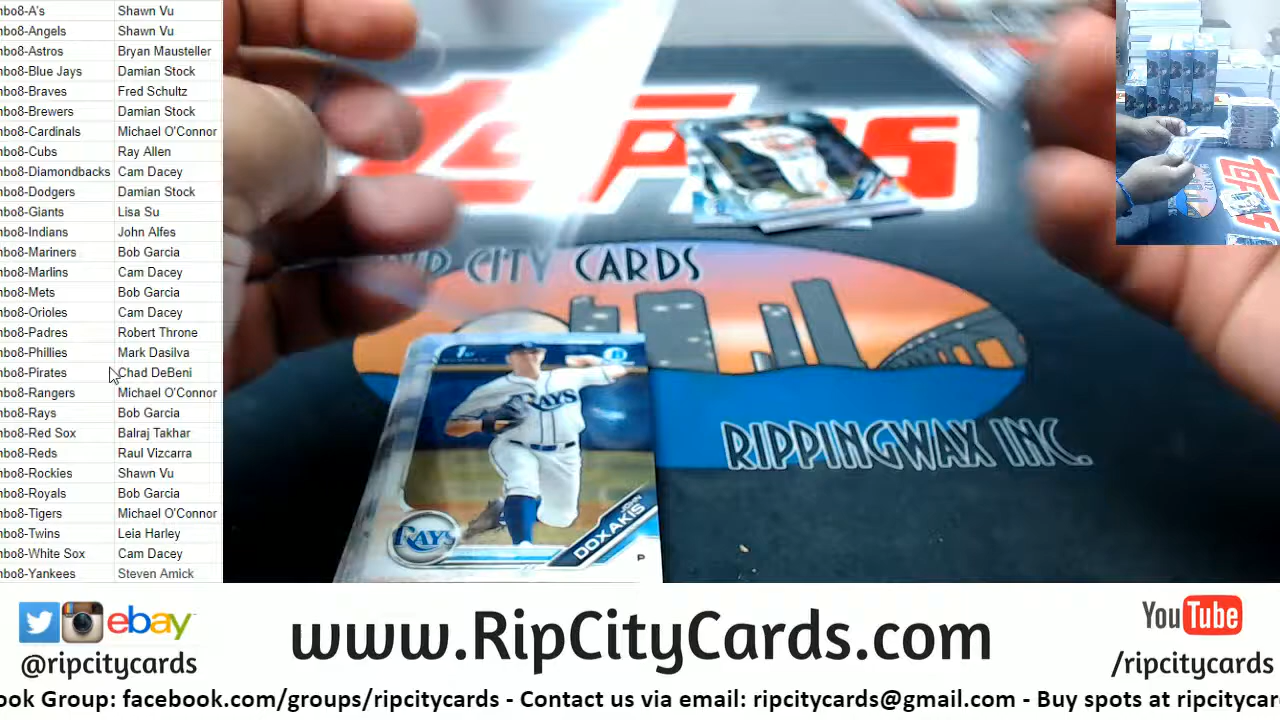 nbo8-A's Shawn Vu
nbo8-Angels Shawn Vu
nbo8-Astros Bryan Mausteller
nbo8-Blue Jays Damian Stock
nbo8-Braves Fred Schultz
nbo8-Brewers Damian Stock
nbo8-Cardinals Michael O'Connor
nbo8-Cubs Ray Allen
nbo8-Diamondbacks Cam Dacey
nbo8-Dodgers Damian Stock
nbo8-Giants Lisa Su
nbo8-Indians John Alfes
nbo8-Mariners Bob Garcia
nbo8-Marlins Cam Dacey
nbo8-Mets Bob Garcia
nbo8-Orioles Cam Dacey
nbo8-Padres Robert Throne
nbo8-Phillies Mark Dasilva
nbo8-Pirates Chad DeBeni
nbo8-Rangers Michael O'Connor
nbo8-Rays Bob Garcia
nbo8-Red Sox Balraj Takhar
nbo8-Reds Raul Vizcarra
nbo8-Rockies Shawn Vu
nbo8-Royals Bob Garcia
nbo8-Tigers Michael O'Connor
nbo8-Twins Leia Harley
nbo8-White Sox Cam Dacey
nbo8-Yankees Steven Amick
CITY CARDS
RIPPINGWAX INC.
1ST
RAYS
RAYS
JOHN
DOXAKIS
P
TOPPS
ebay
@ripcitycards
www.RipCityCards.com
YouTube
/ripcitycards
ook Group: facebook.com/groups/ripcitycards - Contact us via email: ripcitycards@gmail.com - Buy spots at ripcitycar